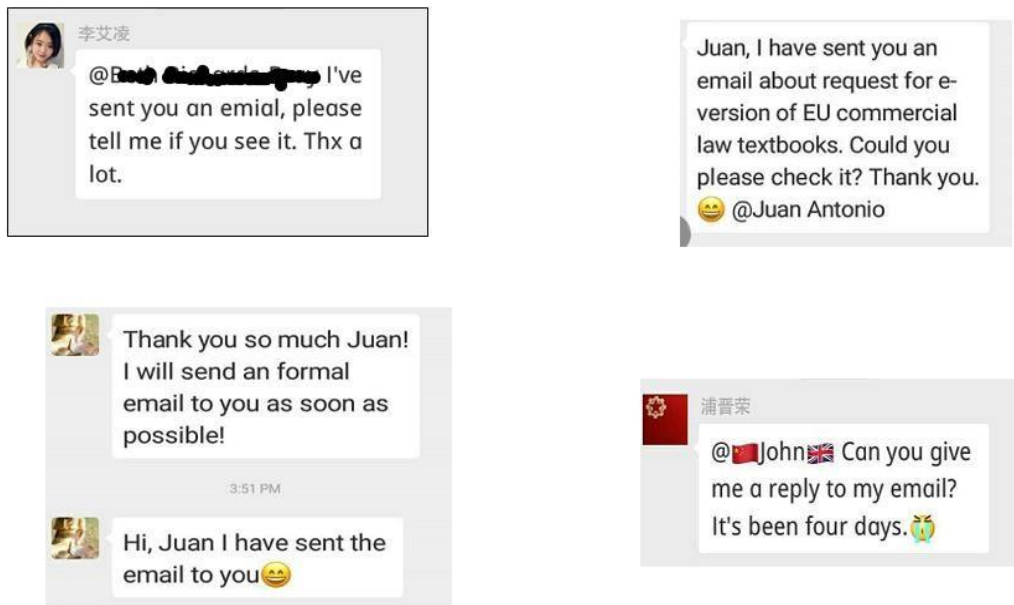 李艾凌
@ I've
sent you an emial, please
tell me if you see it. Thx a
lot.
Juan, I have sent you an
email about request for e-
version of EU commercial
law textbooks. Could you
please check it? Thank you.
😄 @Juan Antonio
Thank you so much Juan!
I will send an formal
email to you as soon as
possible!
3:51 PM
Hi, Juan I have sent the
email to you😄
浦晋荣
@🇨🇳John🇬🇧 Can you give
me a reply to my email?
It's been four days.😭